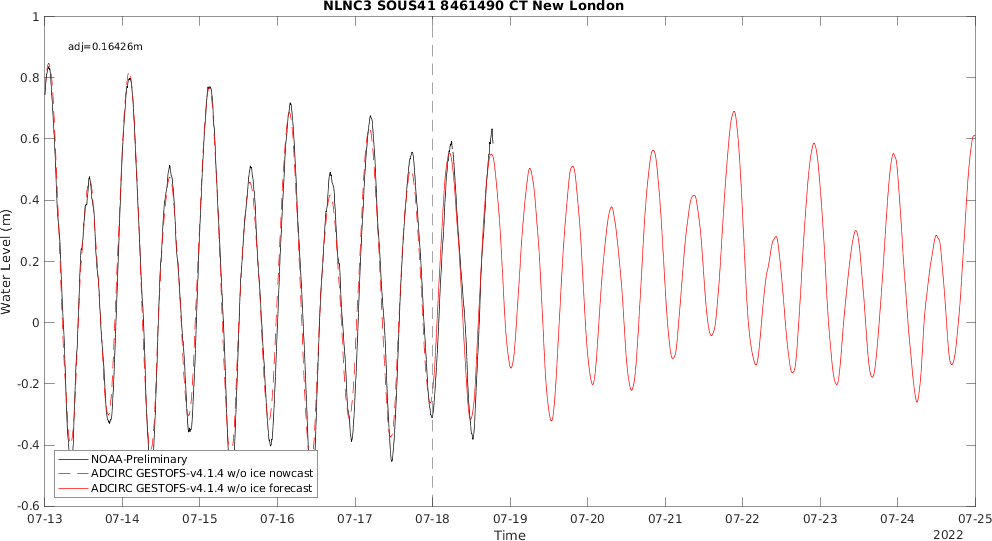 NLNC3 SOUS41 8461490 CT New London
adj=0.16426m
1
0.8
0.6
0.4
0.2
0
-0.2
-0.4
-0.6
Water Level (m)
NOAA-Preliminary
ADCIRC GESTOFS-v4.1.4 w/o ice nowcast
ADCIRC GESTOFS-v4.1.4 w/o ice forecast
07-13 07-14 07-15 07-16 07-17 07-18 07-19 07-20 07-21 07-22 07-23 07-24 07-25
Time
2022